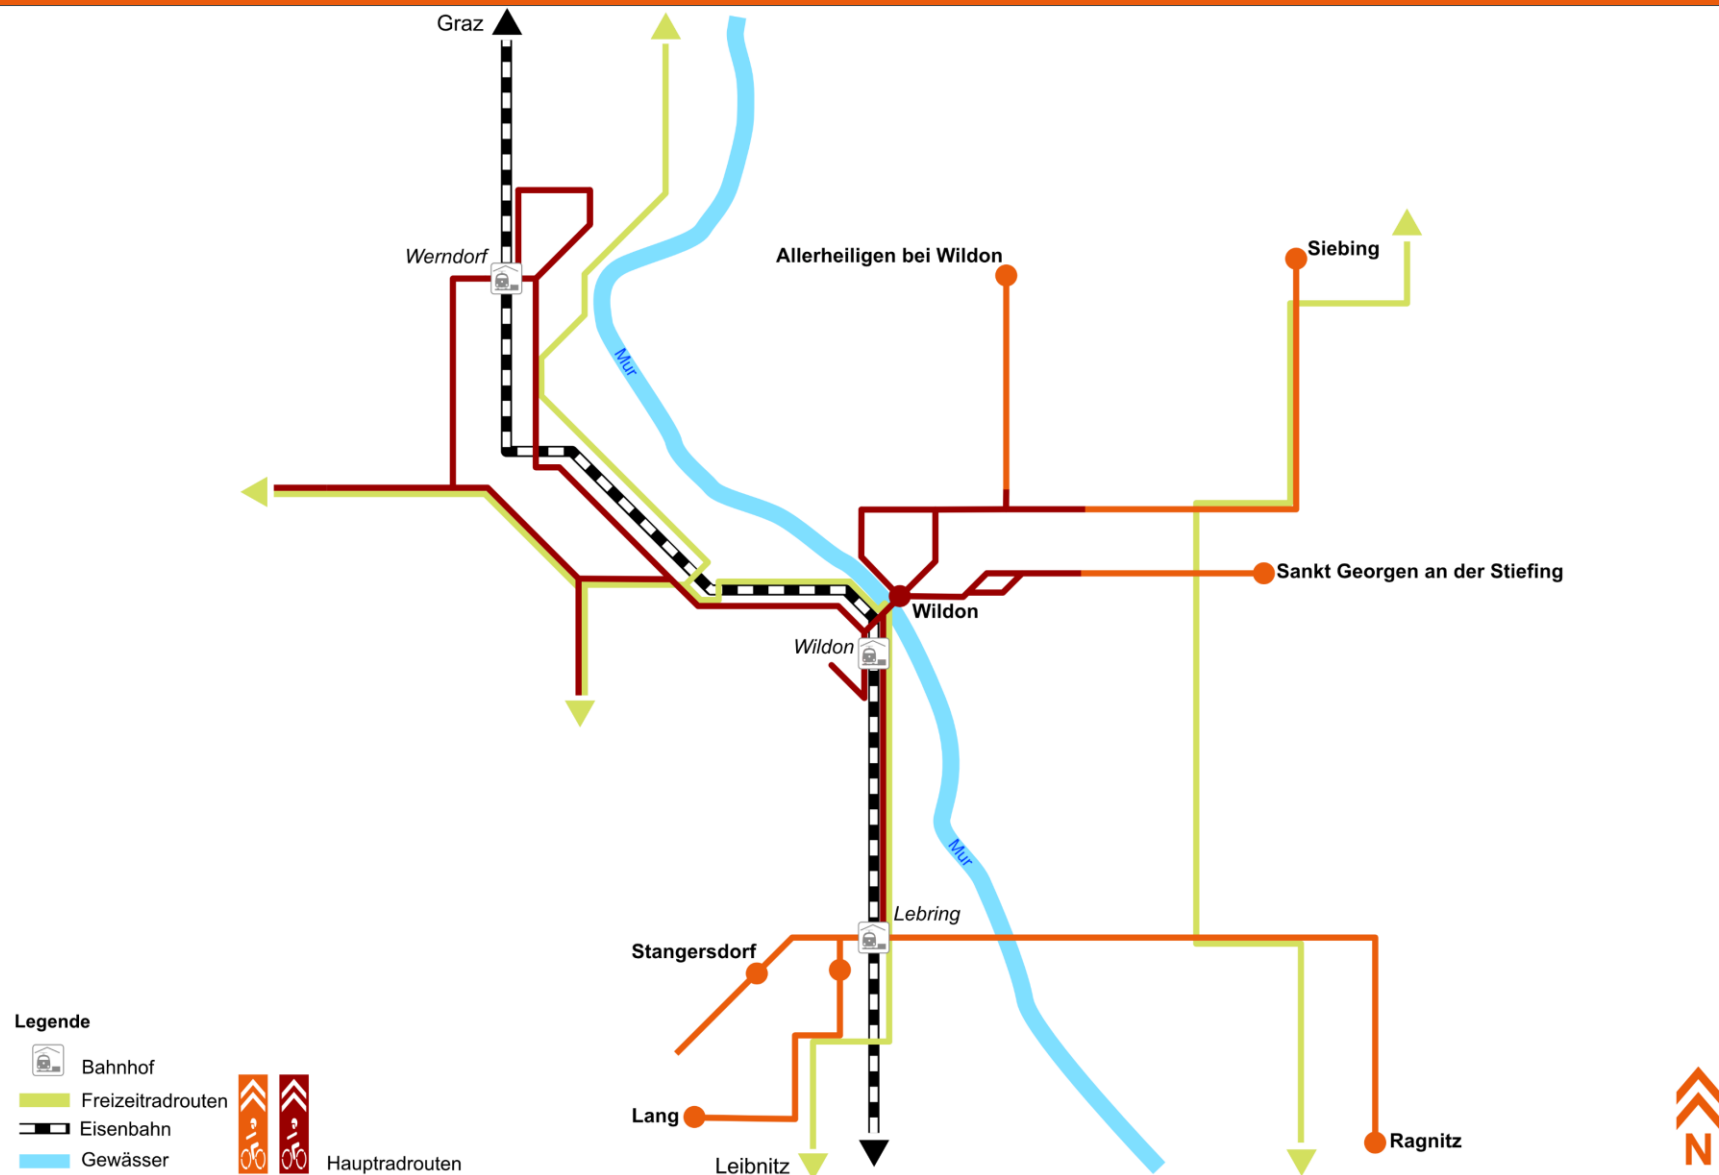 Graz
Werndorf
Allerheiligen bei Wildon
Siebing
Mur
Sankt Georgen an der Stiefing
Wildon
Wildon
Mur
Lebring
Stangersdorf
Legende
Bahnhof
Freizeitradrouten
Eisenbahn
Gewässer
Hauptradrouten
Lang
Leibnitz
Ragnitz
N